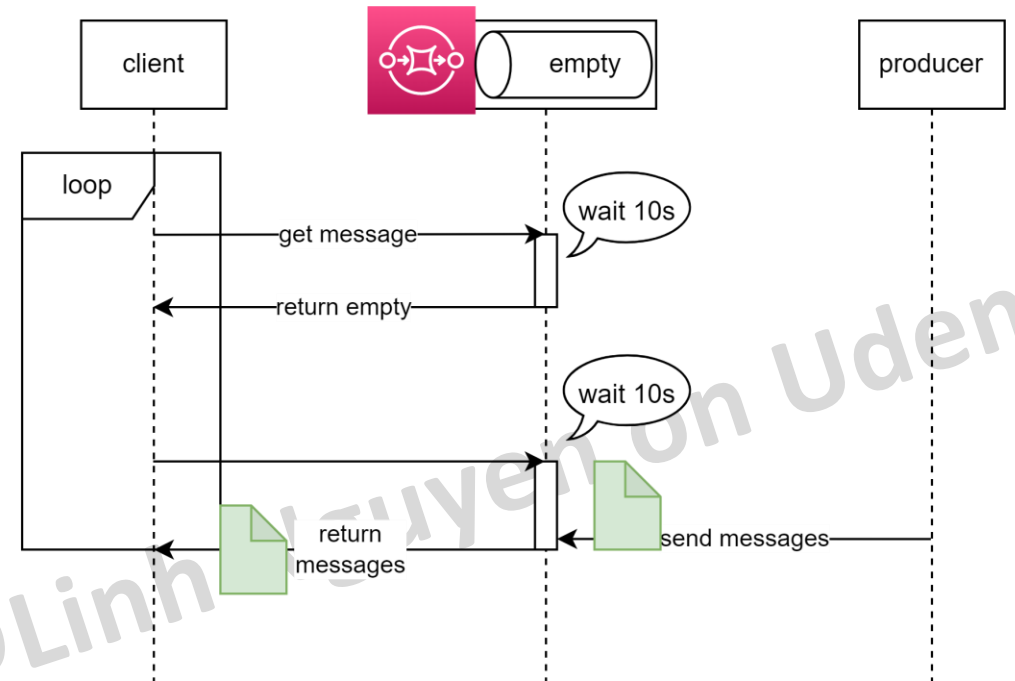 client
empty
producer
loop
wait 10s
get message
return empty
wait 10s
return
messages
send messages
Linh Nguyen on Udem